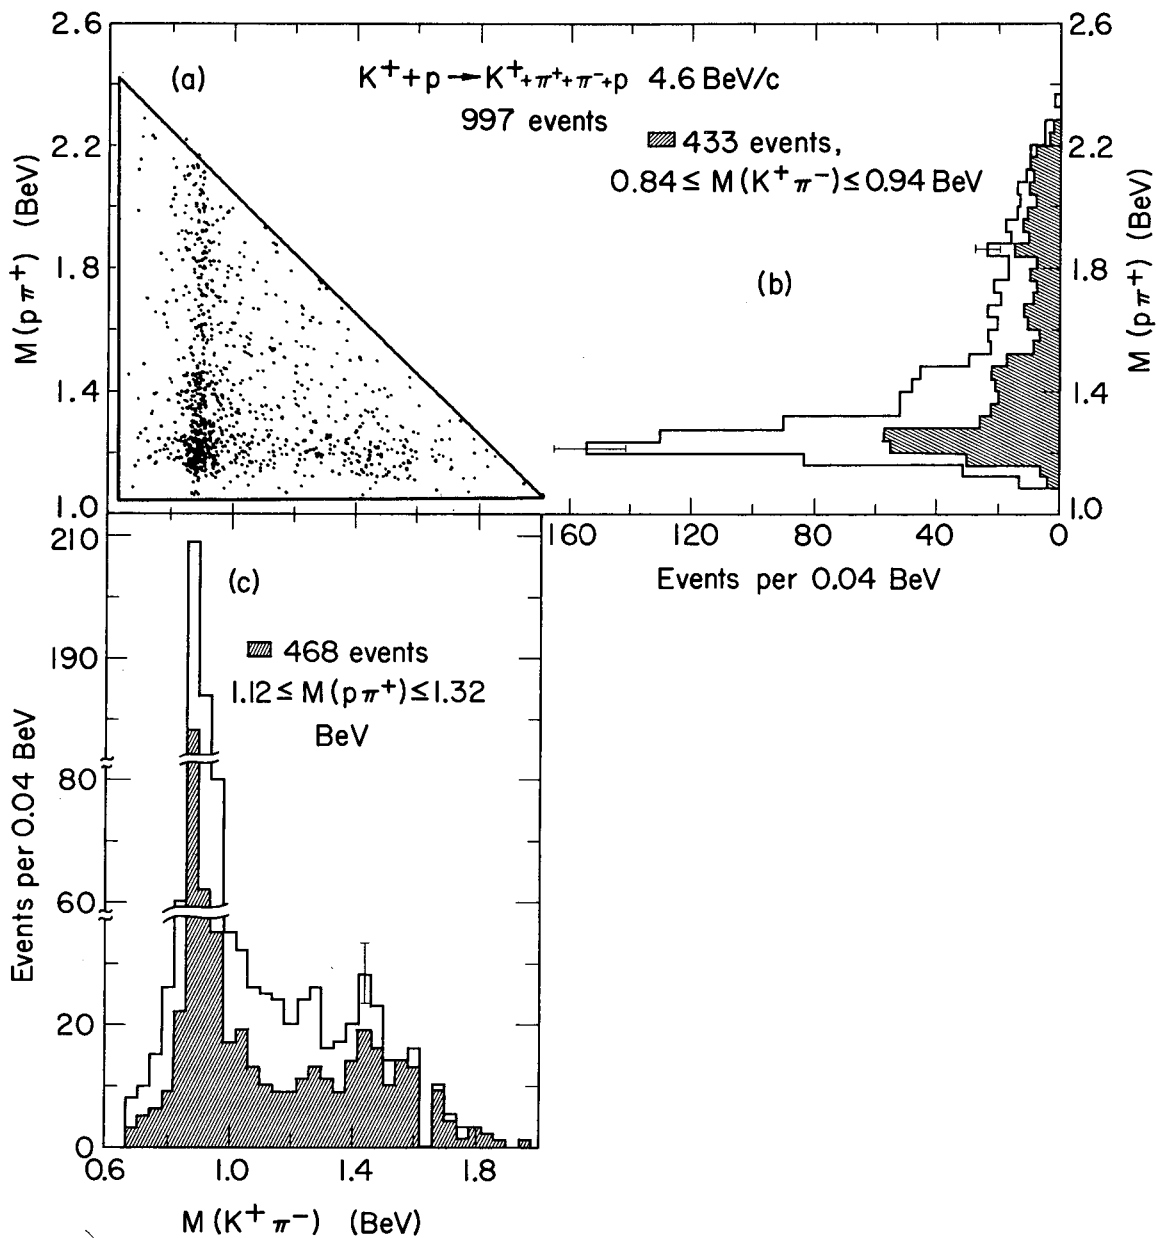 2.6
2.2
1.8
1.4
1.0
M(pπ⁺) (BeV)
(a)
K⁺+p→K⁺+π⁺+π⁻+p 4.6 BeV/c
997 events
433 events,
0.84≤ M(K⁺π⁻)≤0.94 BeV
(b)
2.6
2.2
1.8
1.4
1.0
M (pπ⁺) (BeV)
160 120 80 40 0
Events per 0.04 BeV
(c)
468 events
1.12≤ M(pπ⁺)≤1.32
BeV
210
190
80
60
20
0
Events per 0.04 BeV
0.6 1.0 1.4 1.8
M(K⁺π⁻) (BeV)